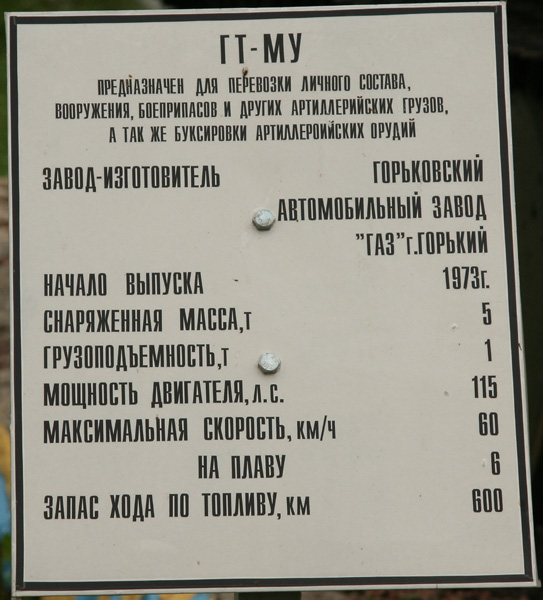 ГТ-МУ
ПРЕДНАЗНАЧЕН ДЛЯ ПЕРЕВОЗКИ ЛИЧНОГО СОСТАВА,
ВООРУЖЕНИЯ, БОЕПРИПАСОВ И ДРУГИХ АРТИЛЛЕРИЙСКИХ ГРУЗОВ,
А ТАК ЖЕ БУКСИРОВКИ АРТИЛЛЕРОИЙСКИХ ОРУДИЙ
ЗАВОД-ИЗГОТОВИТЕЛЬ ГОРЬКОВСКИЙ
АВТОМОБИЛЬНЫЙ ЗАВОД
"ГАЗ" г.ГОРЬКИЙ
НАЧАЛО ВЫПУСКА 1973г.
СНАРЯЖЕННАЯ МАССА,т 5
ГРУЗОПОДЪЕМНОСТЬ,т 1
МОЩНОСТЬ ДВИГАТЕЛЯ, л.с. 115
МАКСИМАЛЬНАЯ СКОРОСТЬ, км/ч 60
НА ПЛАВУ 6
ЗАПАС ХОДА ПО ТОПЛИВУ, км 600